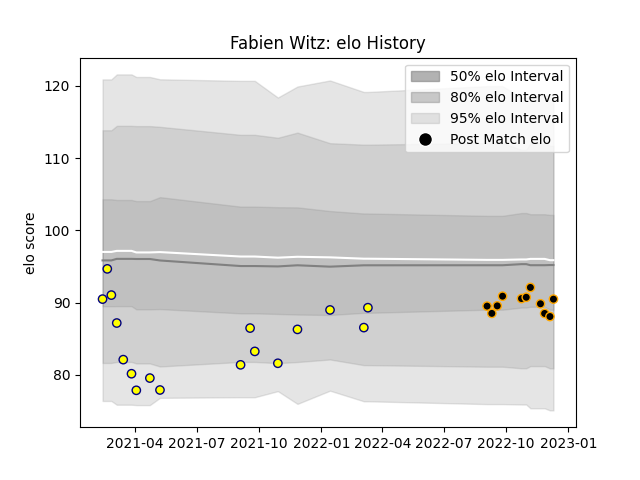 Fabien Witz: elo History
50% elo Interval
80% elo Interval
95% elo Interval
Post Match elo
elo score
120
110
100
90
80
2021-04 2021-07 2021-10 2022-01 2022-04 2022-07 2022-10 2023-01